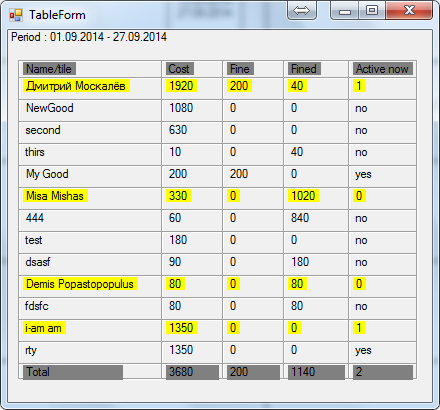 TableForm
Period : 01.09.2014 - 27.09.2014
Name/tile Cost Fine Fined Active now
Дмитрий Москалёв 1920 200 40 1
NewGood 1080 0 0 no
second 630 0 0 no
thirs 10 0 40 no
My Good 200 200 0 yes
Misa Mishas 330 0 1020 0
444 60 0 840 no
test 180 0 0 no
dsasf 90 0 180 no
Demis Popastopopulus 80 0 80 0
fdsfc 80 0 80 no
i-am am 1350 0 0 1
rty 1350 0 0 yes
Total 3680 200 1140 2